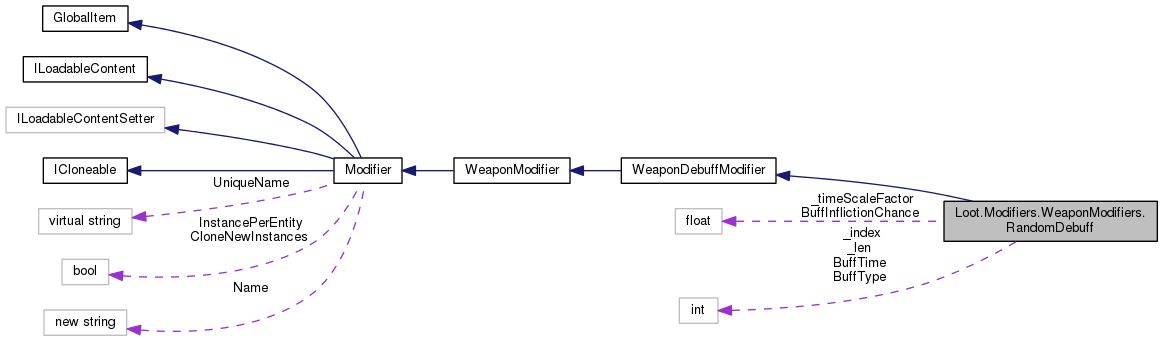 GlobalItem
ILoadableContent
ILoadableContentSetter
ICloneable
Modifier
WeaponModifier
WeaponDebuffModifier
UniqueName
virtual string
InstancePerEntity
CloneNewInstances
bool
Name
new string
_timeScaleFactor
BuffInflictionChance
float
Loot.Modifiers.WeaponModifiers.
RandomDebuff
_index
_len
BuffTime
BuffType
int